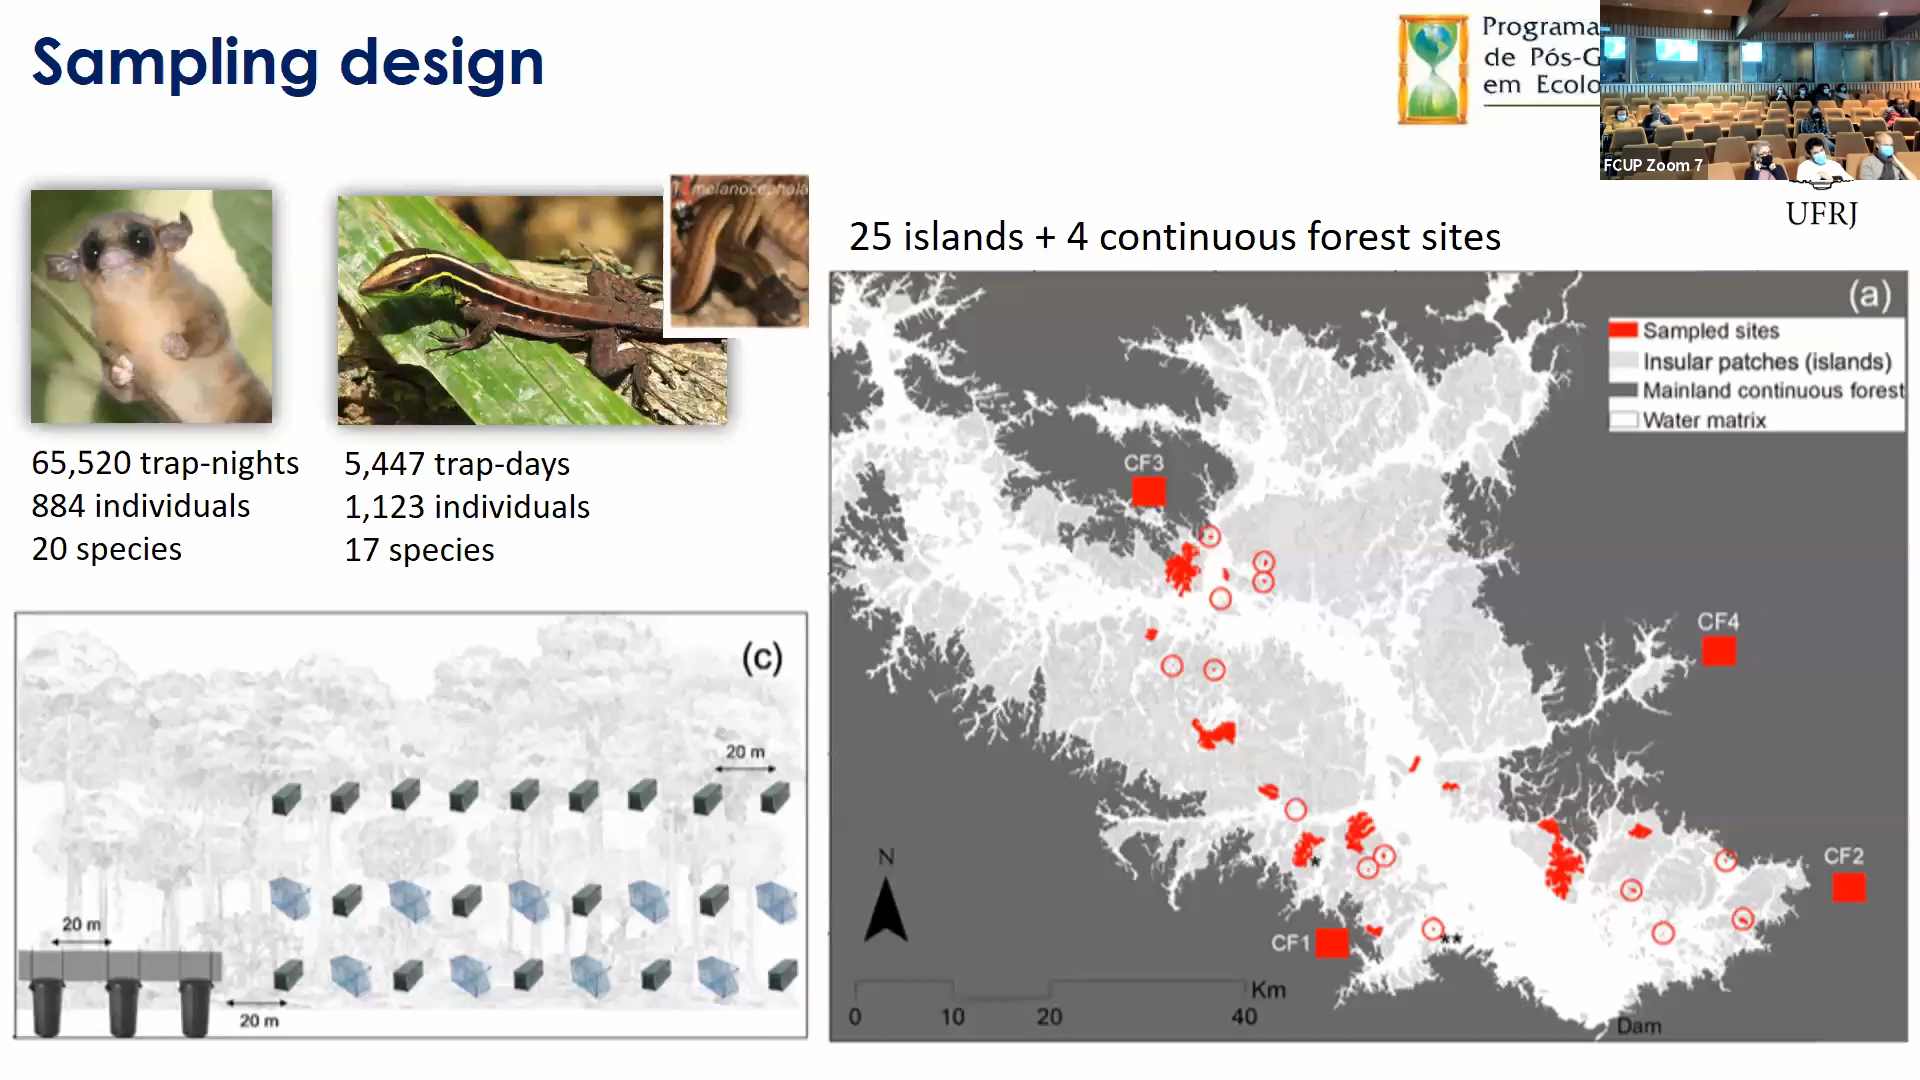 Sampling design
Programa
de Pós-G
em Ecolo
FCUP Zoom 7
UFRJ
T. melanocephala
25 islands + 4 continuous forest sites
65,520 trap-nights
884 individuals
20 species
5,447 trap-days
1,123 individuals
17 species
(a)
Sampled sites
Insular patches (islands)
Mainland continuous forest
Water matrix
CF3
CF4
CF2
CF1
*
**
N
Km
0 10 20 40
Dam
(c)
20 m
20 m
20 m